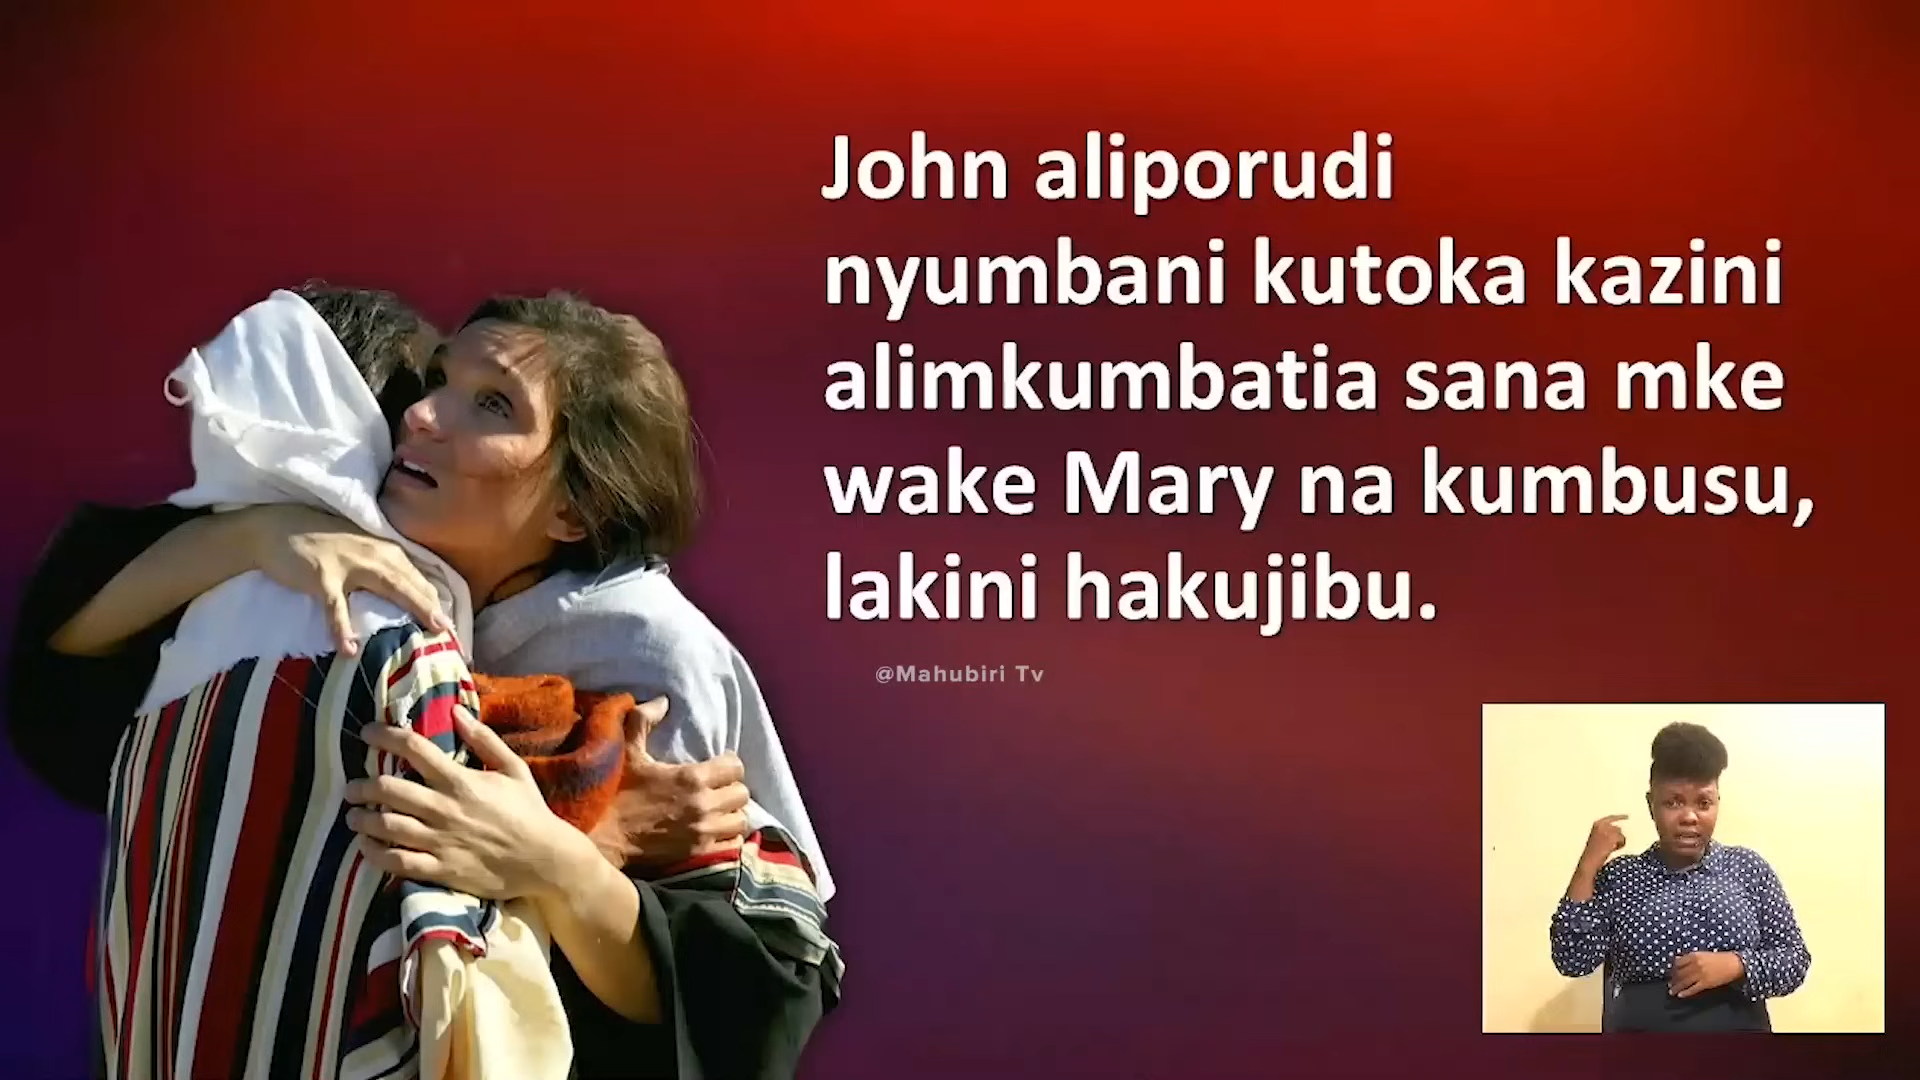 John aliporudi
nyumbani kutoka kazini
alimkumbatia sana mke
wake Mary na kumbusu,
lakini hakujibu.
@Mahubiri Tv